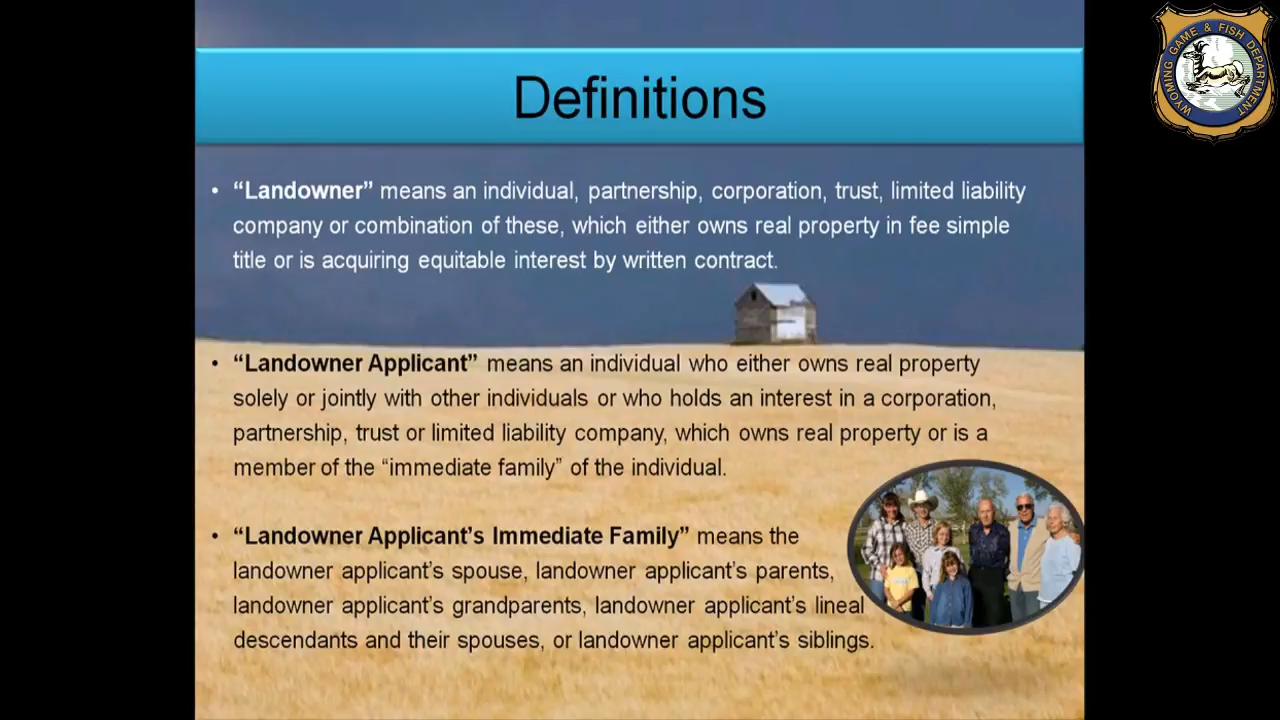 Definitions
WYOMING GAME & FISH DEPARTMENT
• “Landowner” means an individual, partnership, corporation, trust, limited liability
company or combination of these, which either owns real property in fee simple
title or is acquiring equitable interest by written contract.
• “Landowner Applicant” means an individual who either owns real property
solely or jointly with other individuals or who holds an interest in a corporation,
partnership, trust or limited liability company, which owns real property or is a
member of the “immediate family” of the individual.
• “Landowner Applicant’s Immediate Family” means the
landowner applicant’s spouse, landowner applicant’s parents,
landowner applicant’s grandparents, landowner applicant’s lineal
descendants and their spouses, or landowner applicant’s siblings.